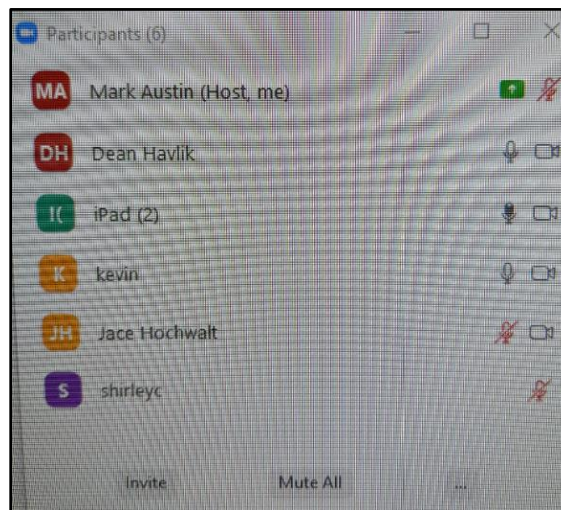 Participants (6)
MA Mark Austin (Host, me)
DH Dean Havlik
I( iPad (2)
K kevin
JH Jace Hochwalt
S shirleyc
Invite Mute All ...